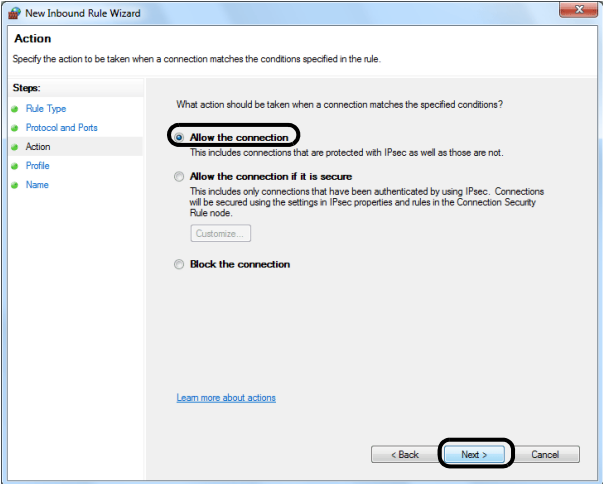 New Inbound Rule Wizard
Action
Specify the action to be taken when a connection matches the conditions specified in the rule.
Steps:
Rule Type
Protocol and Ports
Action
Profile
Name
What action should be taken when a connection matches the specified conditions?
Allow the connection
This includes connections that are protected with IPsec as well as those are not.
Allow the connection if it is secure
This includes only connections that have been authenticated by using IPsec. Connections
will be secured using the settings in IPsec properties and rules in the Connection Security
Rule node.
Customize...
Block the connection
Learn more about actions
< Back
Next >
Cancel